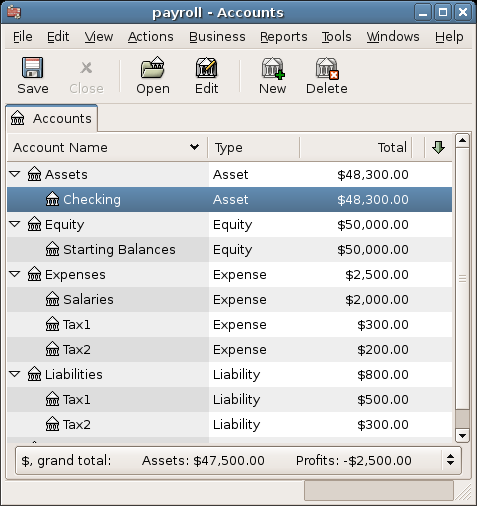 payroll - Accounts
File Edit View Actions Business Reports Tools Windows Help
Save Close Open Edit New Delete
Accounts
Account Name Type Total
Assets Asset $48,300.00
Checking Asset $48,300.00
Equity Equity $50,000.00
Starting Balances Equity $50,000.00
Expenses Expense $2,500.00
Salaries Expense $2,000.00
Tax1 Expense $300.00
Tax2 Expense $200.00
Liabilities Liability $800.00
Tax1 Liability $500.00
Tax2 Liability $300.00
$, grand total: Assets: $47,500.00 Profits: -$2,500.00